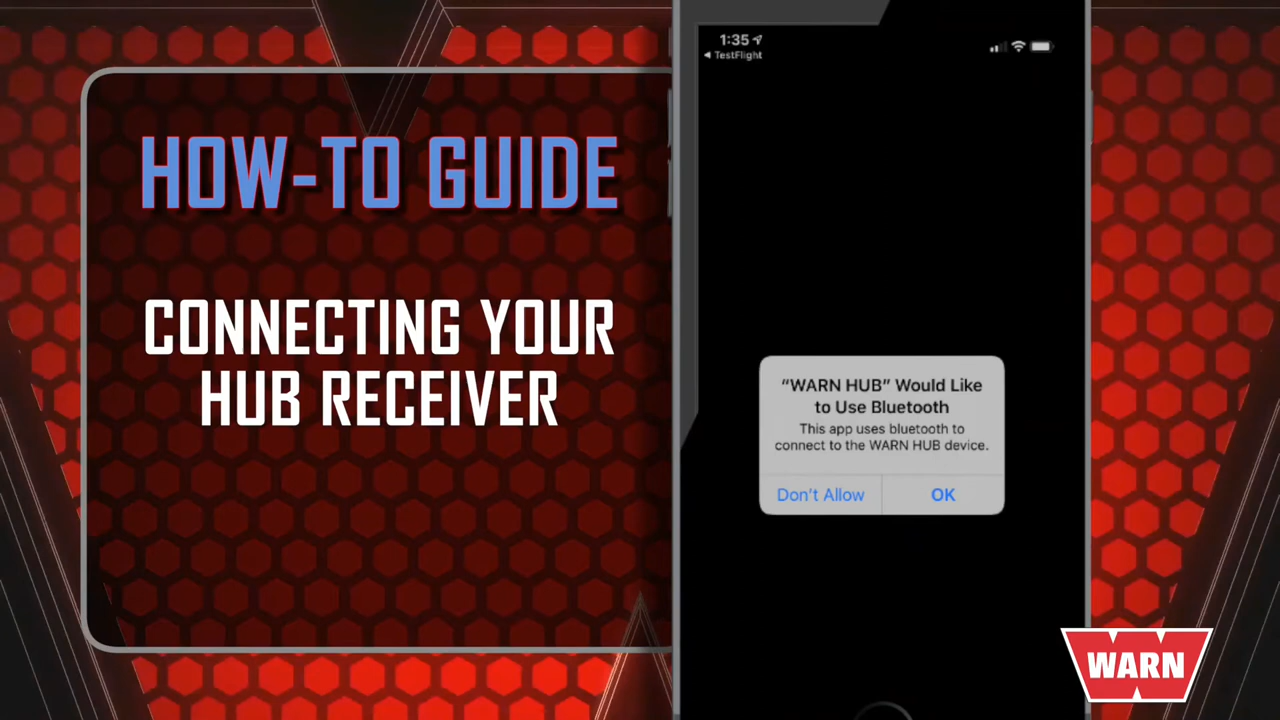 HOW-TO GUIDE
CONNECTING YOUR
HUB RECEIVER
1:35
TestFlight
“WARN HUB” Would Like
to Use Bluetooth
This app uses bluetooth to
connect to the WARN HUB device.
Don't Allow
OK
WARN